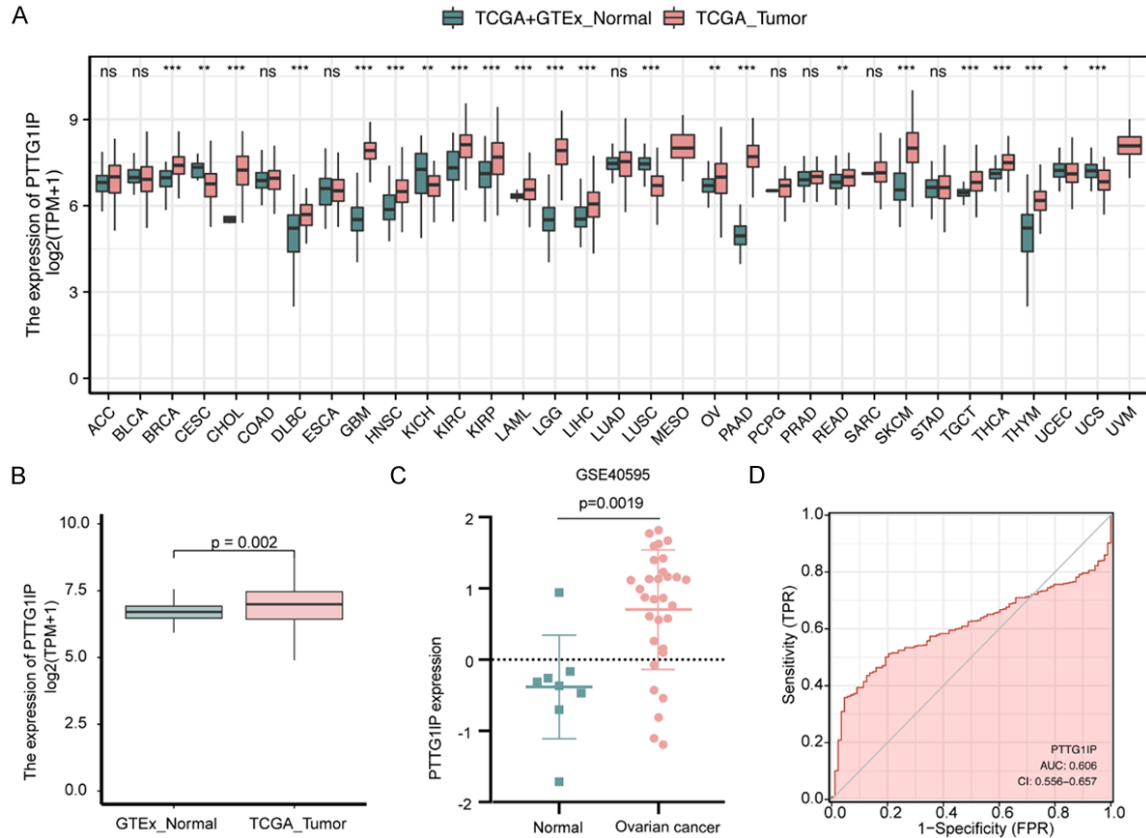 A
TCGA+GTEx_Normal TCGA_Tumor
The expression of PTTG1IP
log2(TPM+1)
ns ns *** ** *** ns *** ns *** *** ** *** *** *** *** *** ns *** ** *** ns ns ** ns *** ns *** *** *** * ***
9
6
3
0
ACC BLCA BRCA CESC CHOL COAD DLBC ESCA GBM HNSC KICH KIRC KIRP LAML LGG LIHC LUAD LUSC MESO OV PAAD PCPG PRAD READ SARC SKCM STAD TGCT THCA THYM UCEC UCS UVM
B
The expression of PTTG1IP
log2(TPM+1)
10.0
7.5
5.0
2.5
0.0
p = 0.002
GTEx_Normal TCGA_Tumor
C
GSE40595
p=0.0019
PTTG1IP expression
2
1
0
-1
-2
Normal Ovarian cancer
D
Sensitivity (TPR)
1.0
0.8
0.6
0.4
0.2
0.0
PTTG1IP
AUC: 0.606
CI: 0.556–0.657
0.0 0.2 0.4 0.6 0.8 1.0
1-Specificity (FPR)